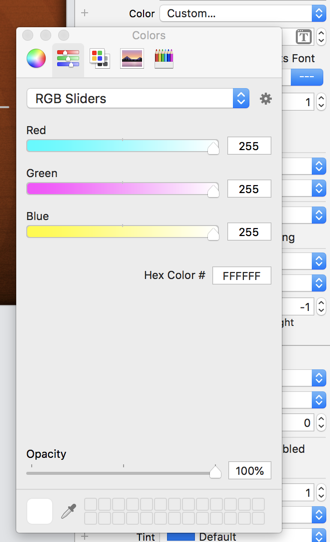 Color Custom...
Colors
T
s Font
RGB Sliders
---
Red
1
255
Green
255
Blue
255
ng
Hex Color # FFFFFF
-1
ght
0
Opacity
bled
100%
1
Tint Default